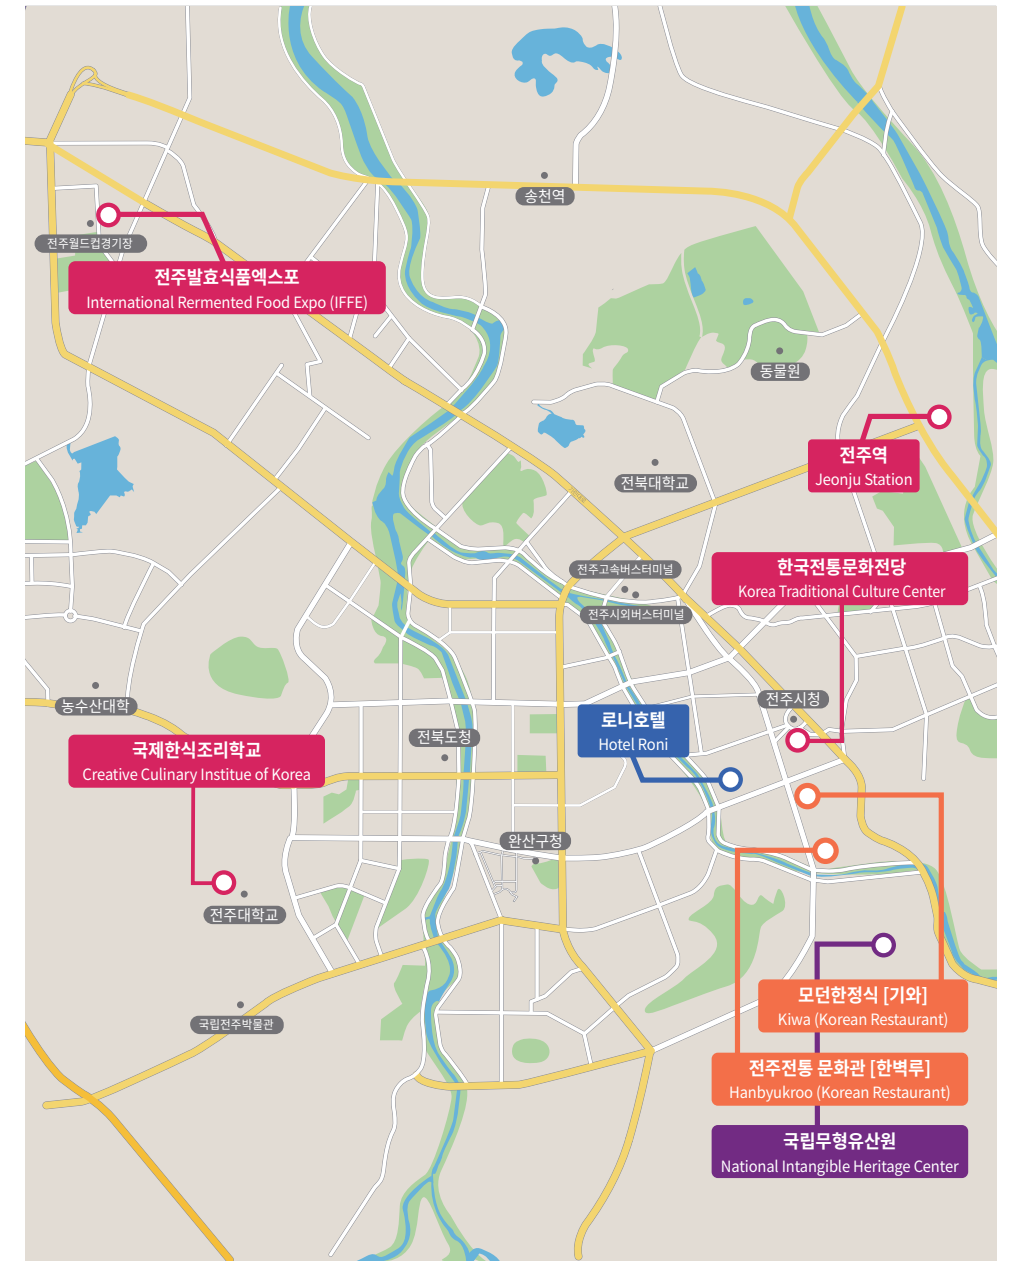 송천역
전주월드컵경기장
전주발효식품엑스포
International Rermented Food Expo (IFFE)
동물원
전주역
Jeonju Station
전북대학교
한국전통문화전당
Korea Traditional Culture Center
전주고속버스터미널
전주시외버스터미널
농수산대학
전주시청
로니호텔
Hotel Roni
전북도청
국제한식조리학교
Creative Culinary Institue of Korea
완산구청
전주대학교
모던한정식 [기와]
Kiwa (Korean Restaurant)
국립전주박물관
전주전통 문화관 [한벽루]
Hanbyukroo (Korean Restaurant)
국립무형유산원
National Intangible Heritage Center